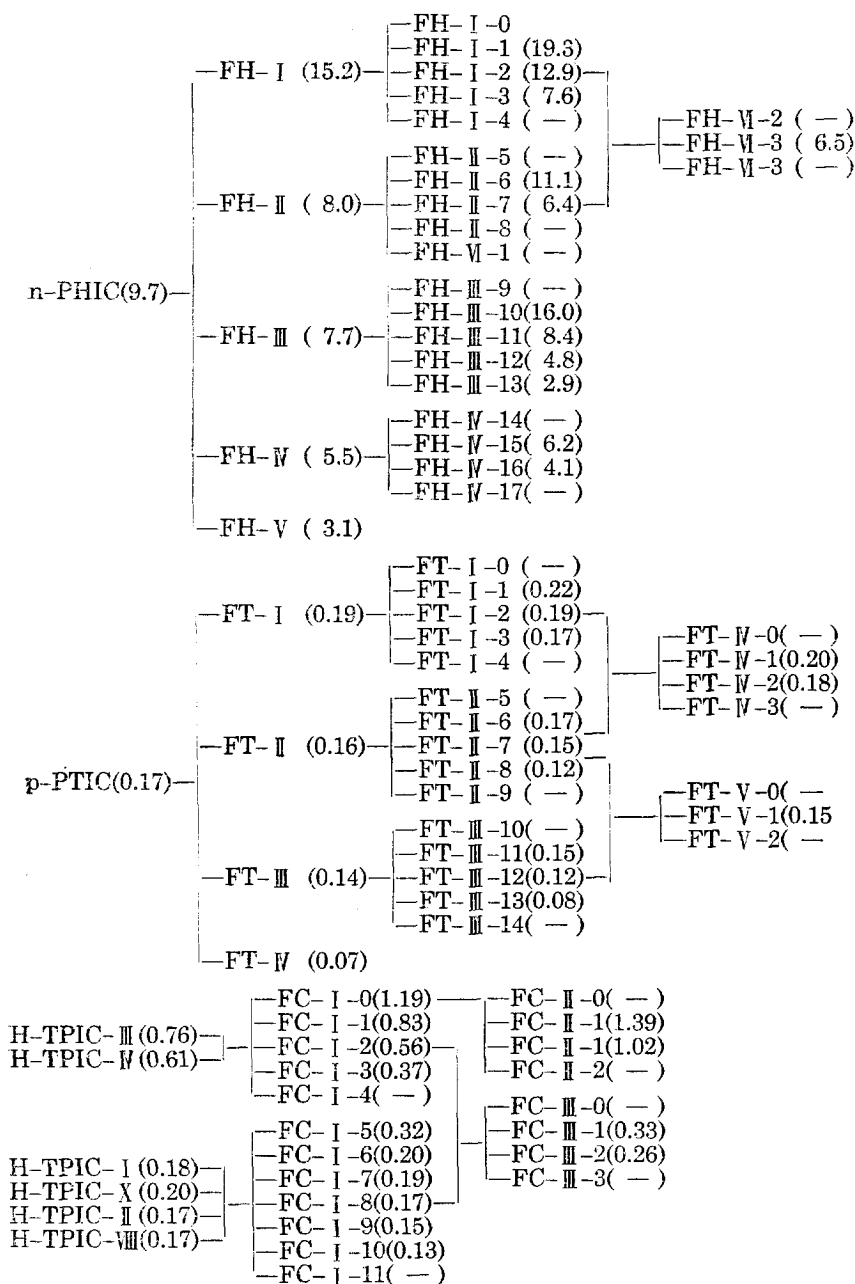 FH-Ⅰ-0
FH-Ⅰ-1 (19.3)
FH-Ⅰ (15.2) FH-Ⅰ-2 (12.9)
FH-Ⅰ-3 ( 7.6)
FH-Ⅰ-4 ( — )
FH-Ⅵ-2 ( — )
FH-Ⅵ-3 ( 6.5)
FH-Ⅵ-3 ( — )
FH-Ⅱ-5 ( — )
FH-Ⅱ-6 (11.1)
FH-Ⅱ ( 8.0) FH-Ⅱ-7 ( 6.4)
FH-Ⅱ-8 ( — )
FH-Ⅵ-1 ( — )
n-PHIC(9.7)
FH-Ⅲ-9 ( — )
FH-Ⅲ-10(16.0)
FH-Ⅲ ( 7.7) FH-Ⅲ-11( 8.4)
FH-Ⅲ-12( 4.8)
FH-Ⅲ-13( 2.9)
FH-Ⅳ-14( — )
FH-Ⅳ ( 5.5) FH-Ⅳ-15( 6.2)
FH-Ⅳ-16( 4.1)
FH-Ⅳ-17( — )
FH-Ⅴ ( 3.1)
FT-Ⅰ-0 ( — )
FT-Ⅰ-1 (0.22)
FT-Ⅰ (0.19) FT-Ⅰ-2 (0.19)
FT-Ⅰ-3 (0.17)
FT-Ⅰ-4 ( — )
FT-Ⅳ-0( — )
FT-Ⅳ-1(0.20)
FT-Ⅳ-2(0.18)
FT-Ⅳ-3( — )
FT-Ⅱ-5 ( — )
FT-Ⅱ-6 (0.17)
FT-Ⅱ (0.16) FT-Ⅱ-7 (0.15)
FT-Ⅱ-8 (0.12)
FT-Ⅱ-9 ( — )
p-PTIC(0.17)
FT-Ⅴ-0( —
FT-Ⅴ-1(0.15
FT-Ⅴ-2( —
FT-Ⅲ-10( — )
FT-Ⅲ-11(0.15)
FT-Ⅲ (0.14) FT-Ⅲ-12(0.12)
FT-Ⅲ-13(0.08)
FT-Ⅲ-14( — )
FT-Ⅳ (0.07)
H-TPIC-Ⅲ(0.76)
H-TPIC-Ⅳ(0.61)
FC-Ⅰ-0(1.19)
FC-Ⅰ-1(0.83)
FC-Ⅰ-2(0.56)
FC-Ⅰ-3(0.37)
FC-Ⅰ-4( — )
FC-Ⅱ-0( — )
FC-Ⅱ-1(1.39)
FC-Ⅱ-1(1.02)
FC-Ⅱ-2( — )
FC-Ⅲ-0( — )
FC-Ⅲ-1(0.33)
FC-Ⅲ-2(0.26)
FC-Ⅲ-3( — )
H-TPIC-Ⅰ(0.18)
H-TPIC-Ⅹ(0.20)
H-TPIC-Ⅱ(0.17)
H-TPIC-Ⅷ(0.17)
FC-Ⅰ-5(0.32)
FC-Ⅰ-6(0.20)
FC-Ⅰ-7(0.19)
FC-Ⅰ-8(0.17)
FC-Ⅰ-9(0.15)
FC-Ⅰ-10(0.13)
FC-Ⅰ-11( — )